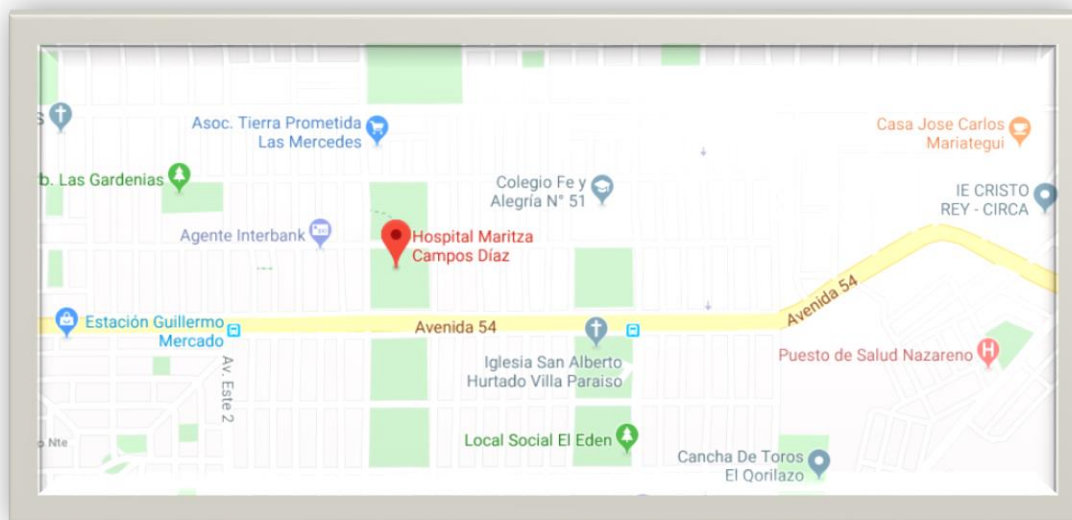 Asoc. Tierra Prometida
Las Mercedes
Casa Jose Carlos
Mariategui
b. Las Gardenias
Colegio Fe y
Alegría N° 51
IE CRISTO
REY - CIRCA
Agente Interbank
Hospital Maritza
Campos Díaz
Avenida 54
Estación Guillermo
Mercado
Avenida 54
Iglesia San Alberto
Hurtado Villa Paraiso
Puesto de Salud Nazareno
Av. Este 2
Local Social El Eden
Nte
Cancha De Toros
El Qorilazo
H